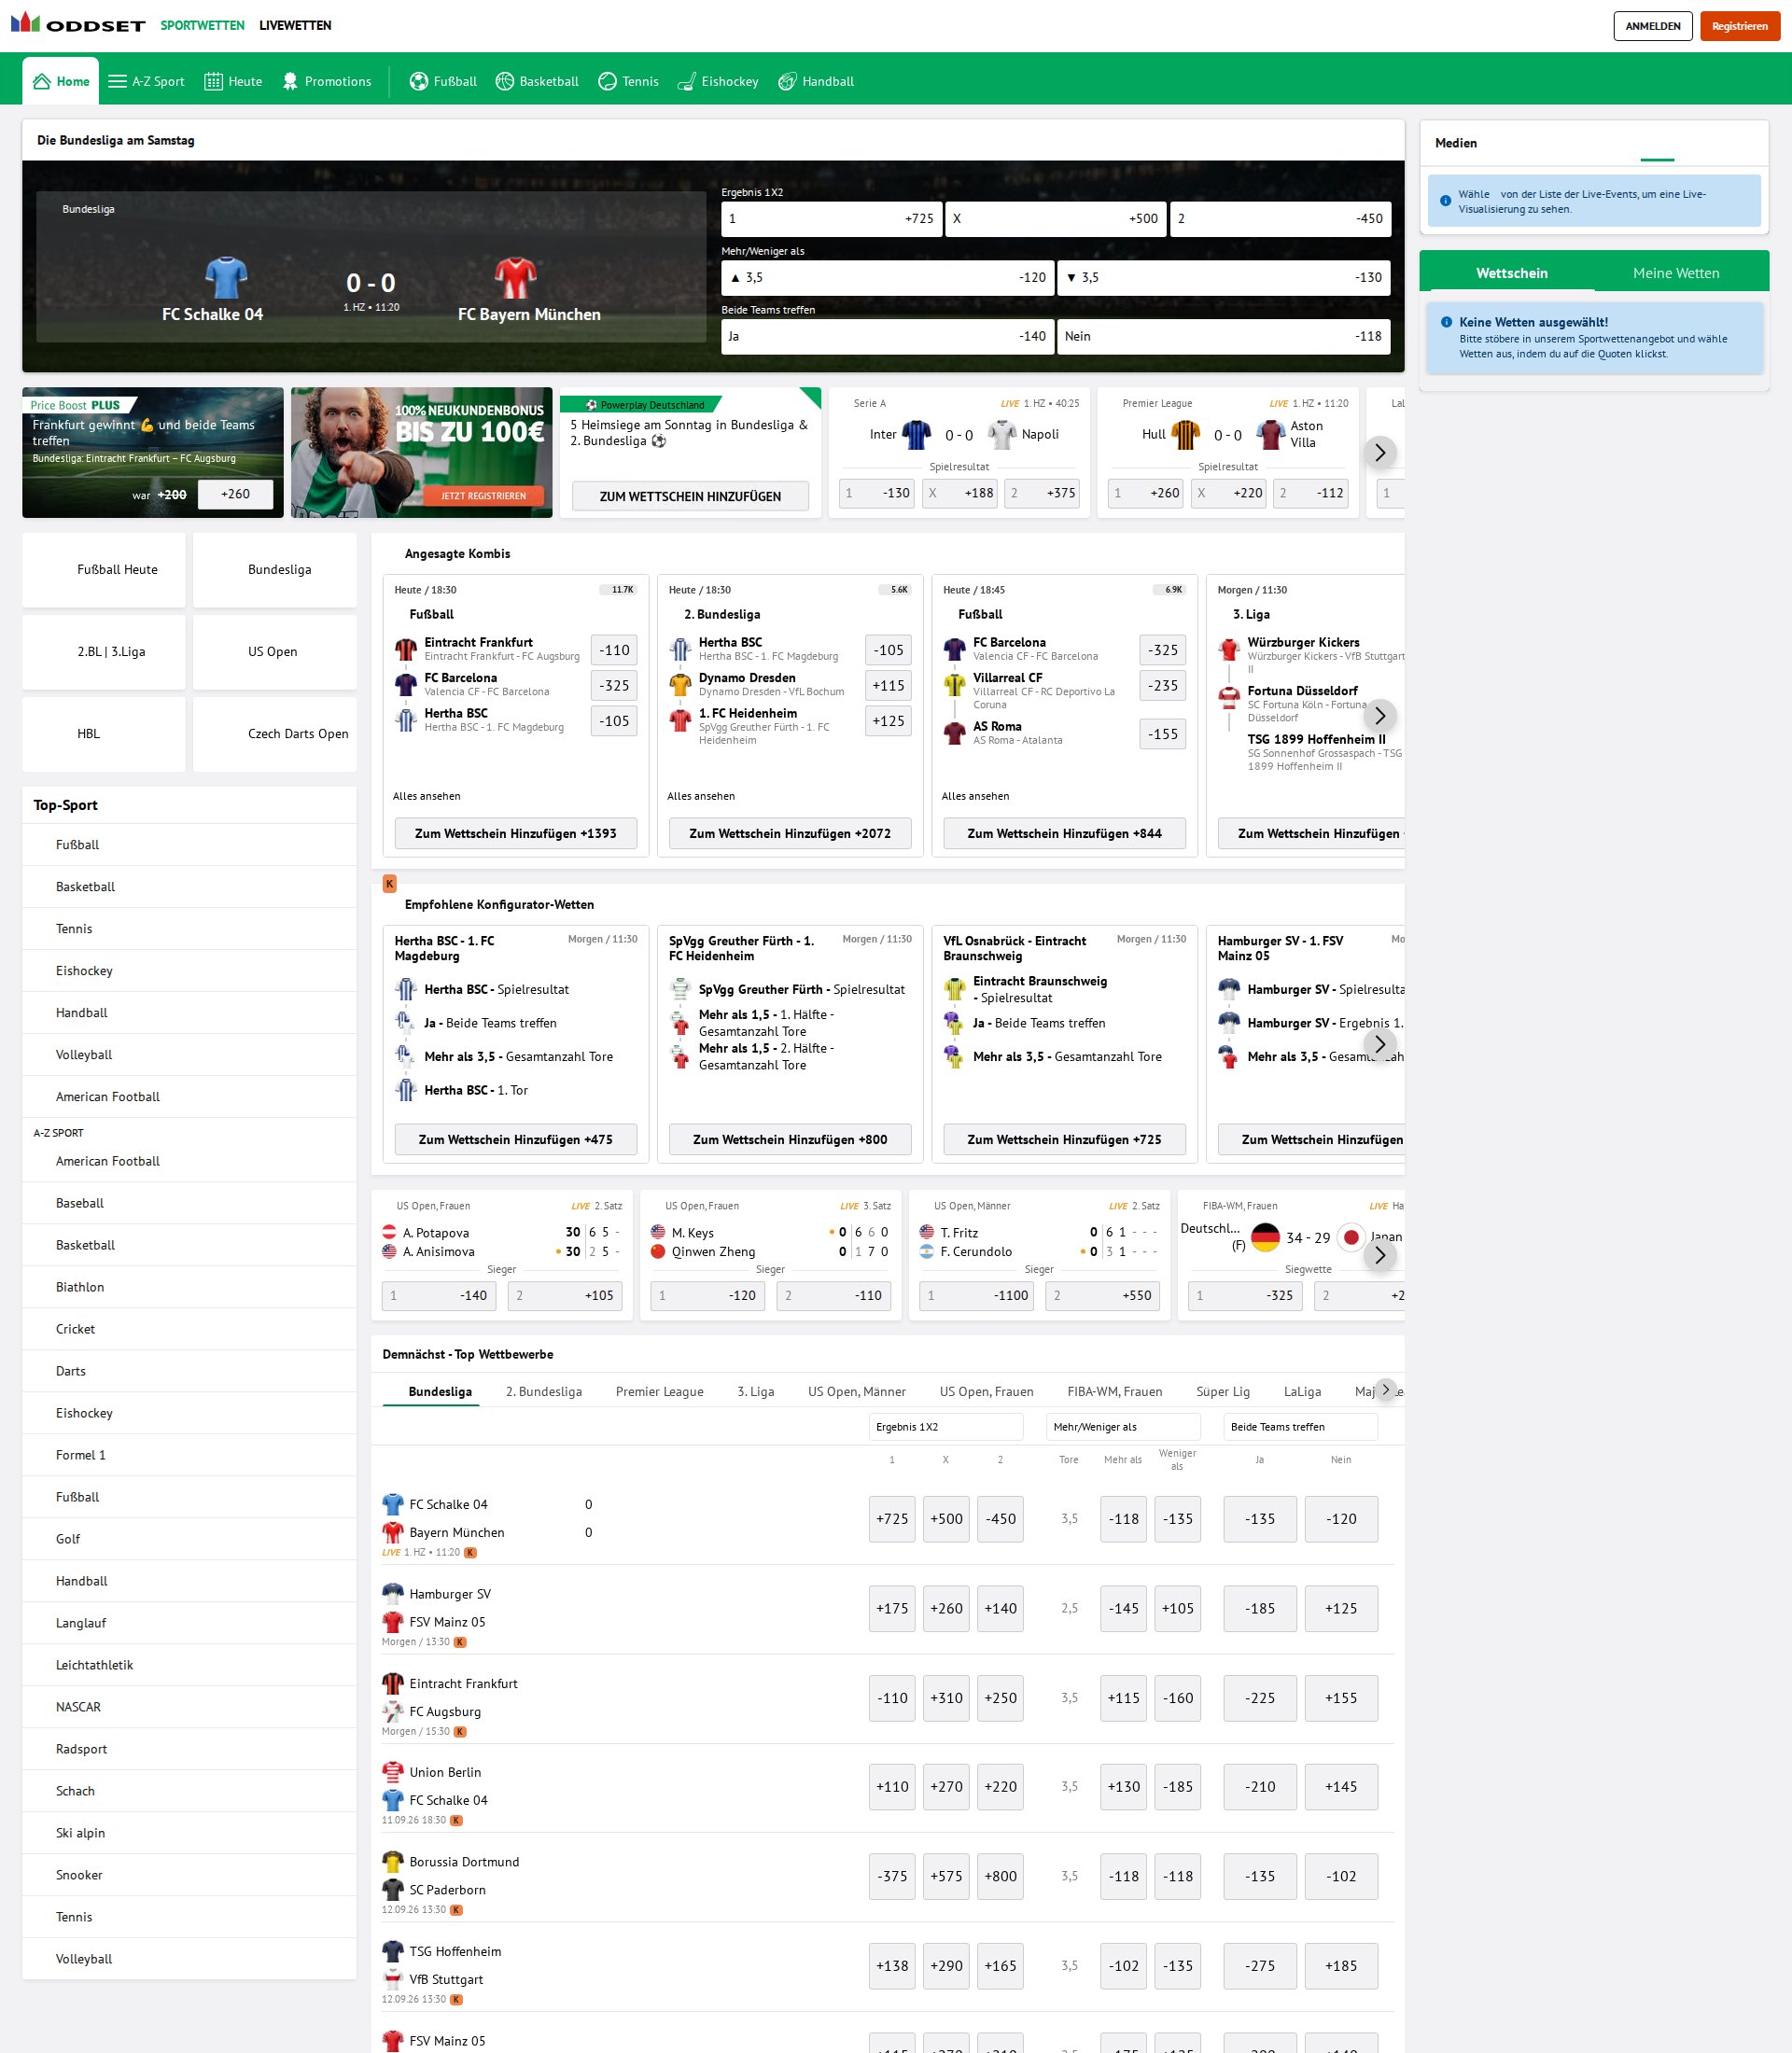 ODDSET SPORTWETTEN LIVEWETTEN ANMELDEN Registrieren
Home A-Z Sport Heute Promotions Fußball Basketball Tennis Eishockey Handball
Die Bundesliga am Samstag
Bundesliga
FC Schalke 04
0 - 0
1. HZ • 11:20
FC Bayern München
Ergebnis 1X2
1 +725 X +500 2 -450
Mehr/Weniger als
▲ 3,5 -120 ▼ 3,5 -130
Beide Teams treffen
Ja -140 Nein -118
Medien
Wähle von der Liste der Live-Events, um eine Live-
Visualisierung zu sehen.
Wettschein Meine Wetten
Keine Wetten ausgewählt!
Bitte stöbere in unserem Sportwettenangebot und wähle
Wetten aus, indem du auf die Quoten klickst.
Price Boost PLUS
Frankfurt gewinnt 💪 und beide Teams
treffen
Bundesliga: Eintracht Frankfurt – FC Augsburg
war +200 +260
100% NEUKUNDENBONUS
BIS ZU 100€
JETZT REGISTRIEREN
⚽ Powerplay Deutschland
5 Heimsiege am Sonntag in Bundesliga &
2. Bundesliga ⚽
ZUM WETTSCHEIN HINZUFÜGEN
Serie A LIVE 1. HZ • 40:25
Inter 0 - 0 Napoli
Spielresultat
1 -130 X +188 2 +375
Premier League LIVE 1. HZ • 11:20
Hull 0 - 0 Aston
Villa
Spielresultat
1 +260 X +220 2 -112
LaL
1
Fußball Heute Bundesliga
2.BL | 3.Liga US Open
HBL Czech Darts Open
Top-Sport
Fußball
Basketball
Tennis
Eishockey
Handball
Volleyball
American Football
A-Z SPORT
American Football
Baseball
Basketball
Biathlon
Cricket
Darts
Eishockey
Formel 1
Fußball
Golf
Handball
Langlauf
Leichtathletik
NASCAR
Radsport
Schach
Ski alpin
Snooker
Tennis
Volleyball
Angesagte Kombis
Heute / 18:30 11.7K
Fußball
Eintracht Frankfurt -110
Eintracht Frankfurt - FC Augsburg
FC Barcelona -325
Valencia CF - FC Barcelona
Hertha BSC -105
Hertha BSC - 1. FC Magdeburg
Alles ansehen
Zum Wettschein Hinzufügen +1393
Heute / 18:30 5.6K
2. Bundesliga
Hertha BSC -105
Hertha BSC - 1. FC Magdeburg
Dynamo Dresden +115
Dynamo Dresden - VfL Bochum
1. FC Heidenheim +125
SpVgg Greuther Fürth - 1. FC
Heidenheim
Alles ansehen
Zum Wettschein Hinzufügen +2072
Heute / 18:45 6.9K
Fußball
FC Barcelona -325
Valencia CF - FC Barcelona
Villarreal CF -235
Villarreal CF - RC Deportivo La
Coruna
AS Roma -155
AS Roma - Atalanta
Alles ansehen
Zum Wettschein Hinzufügen +844
Morgen / 11:30
3. Liga
Würzburger Kickers
Würzburger Kickers - VfB Stuttgart
II
Fortuna Düsseldorf
SC Fortuna Köln - Fortuna
Düsseldorf
TSG 1899 Hoffenheim II
SG Sonnenhof Grossaspach - TSG
1899 Hoffenheim II
Zum Wettschein Hinzufügen
K
Empfohlene Konfigurator-Wetten
Hertha BSC - 1. FC Morgen / 11:30
Magdeburg
Hertha BSC - Spielresultat
Ja - Beide Teams treffen
Mehr als 3,5 - Gesamtanzahl Tore
Hertha BSC - 1. Tor
Zum Wettschein Hinzufügen +475
SpVgg Greuther Fürth - 1. Morgen / 11:30
FC Heidenheim
SpVgg Greuther Fürth - Spielresultat
Mehr als 1,5 - 1. Hälfte -
Gesamtanzahl Tore
Mehr als 1,5 - 2. Hälfte -
Gesamtanzahl Tore
Zum Wettschein Hinzufügen +800
VfL Osnabrück - Eintracht Morgen / 11:30
Braunschweig
Eintracht Braunschweig
- Spielresultat
Ja - Beide Teams treffen
Mehr als 3,5 - Gesamtanzahl Tore
Zum Wettschein Hinzufügen +725
Hamburger SV - 1. FSV Mo
Mainz 05
Hamburger SV - Spielresulta
Hamburger SV - Ergebnis 1.
Mehr als 3,5 -
Zum Wettschein Hinzufügen
US Open, Frauen LIVE 2. Satz
A. Potapova 30 6 5 -
A. Anisimova • 30 2 5 -
Sieger
1 -140 2 +105
US Open, Frauen LIVE 3. Satz
M. Keys • 0 6 6 0
Qinwen Zheng 0 1 7 0
Sieger
1 -120 2 -110
US Open, Männer LIVE 2. Satz
T. Fritz 0 6 1 - - -
F. Cerundolo • 0 3 1 - - -
Sieger
1 -1100 2 +550
FIBA-WM, Frauen LIVE Ha
Deutschl... (F) 34 - 29 Japan
Siegwette
1 -325 2 +2
Demnächst - Top Wettbewerbe
Bundesliga 2. Bundesliga Premier League 3. Liga US Open, Männer US Open, Frauen FIBA-WM, Frauen Süper Lig LaLiga Maj
Ergebnis 1X2 Mehr/Weniger als Beide Teams treffen
1 X 2 Tore Mehr als Weniger als Ja Nein
FC Schalke 04 0
Bayern München 0
LIVE 1. HZ • 11:20 K
+725 +500 -450 3,5 -118 -135 -135 -120
Hamburger SV
FSV Mainz 05
Morgen / 13:30 K
+175 +260 +140 2,5 -145 +105 -185 +125
Eintracht Frankfurt
FC Augsburg
Morgen / 15:30 K
-110 +310 +250 3,5 +115 -160 -225 +155
Union Berlin
FC Schalke 04
11.09.26 18:30 K
+110 +270 +220 3,5 +130 -185 -210 +145
Borussia Dortmund
SC Paderborn
12.09.26 13:30 K
-375 +575 +800 3,5 -118 -118 -135 -102
TSG Hoffenheim
VfB Stuttgart
12.09.26 13:30 K
+138 +290 +165 3,5 -102 -135 -275 +185
FSV Mainz 05